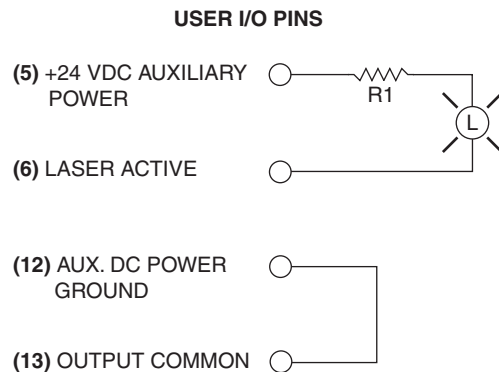 USER I/O PINS
(5) +24 VDC AUXILIARY
POWER
R1
L
(6) LASER ACTIVE
(12) AUX. DC POWER
GROUND
(13) OUTPUT COMMON